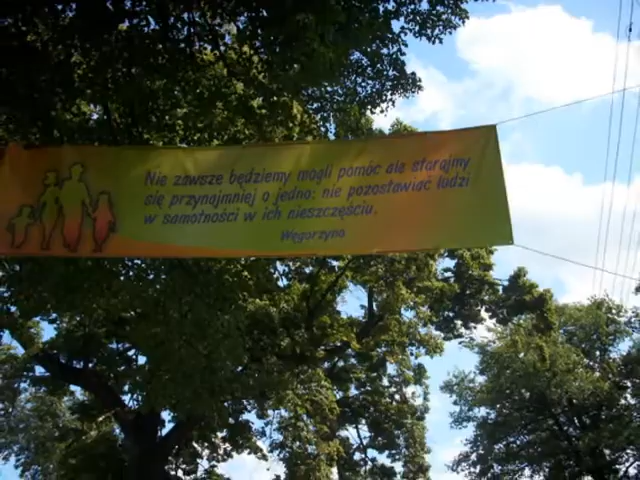 Nie zawsze będziemy mogli pomóc ale starajmy
się przynajmniej o jedno: nie pozostawiać ludzi
w samotności w ich nieszczęściu.
Węgorzyno